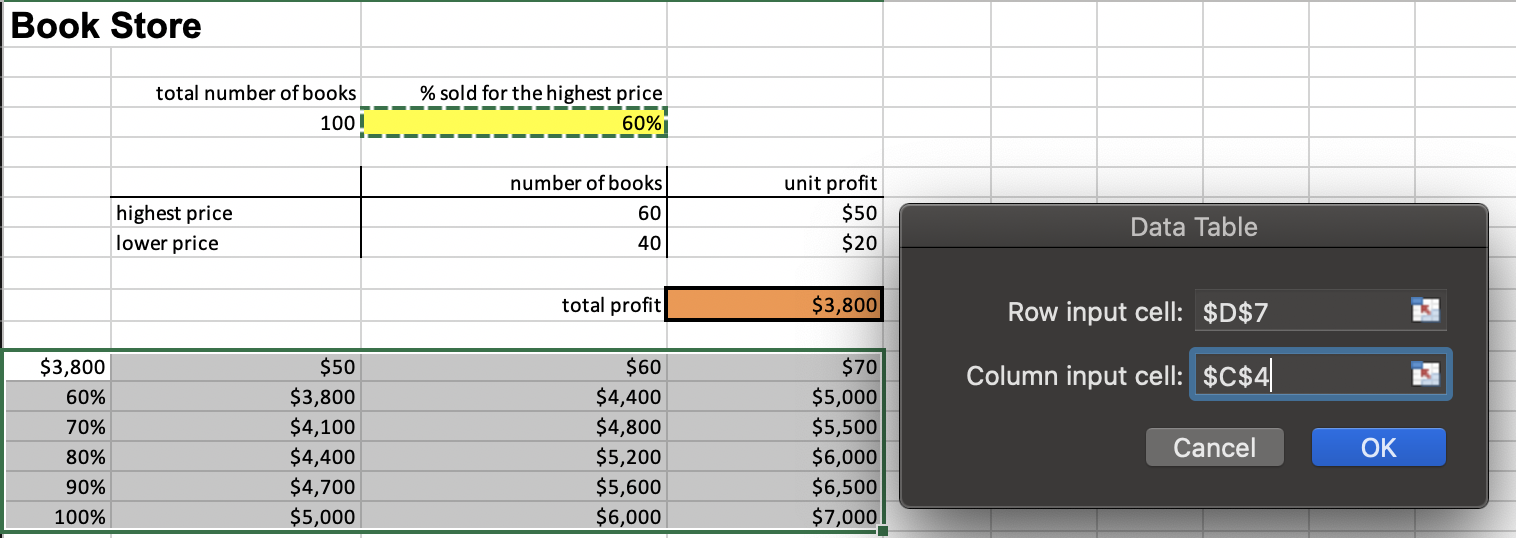 Book Store
total number of books % sold for the highest price
100 60%
number of books unit profit
highest price 60 $50
lower price 40 $20
total profit $3,800
$3,800 $50 $60 $70
60% $3,800 $4,400 $5,000
70% $4,100 $4,800 $5,500
80% $4,400 $5,200 $6,000
90% $4,700 $5,600 $6,500
100% $5,000 $6,000 $7,000
Data Table
Row input cell: $D$7
Column input cell: $C$4
Cancel OK